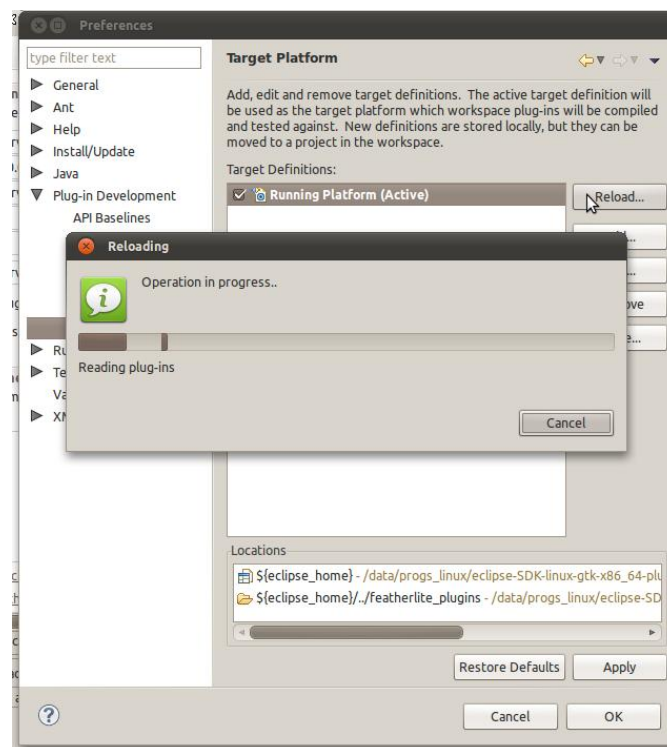 Preferences
type filter text
General
Ant
Help
Install/Update
Java
Plug-in Development
API Baselines
XM
Target Platform
Add, edit and remove target definitions.  The active target definition will
be used as the target platform which workspace plug-ins will be compiled
and tested against.  New definitions are stored locally, but they can be
moved to a project in the workspace.
Target Definitions:
Running Platform (Active)
Reload...
Reloading
Operation in progress..
Reading plug-ins
Cancel
Locations
${eclipse_home} - /data/progs_linux/eclipse-SDK-linux-gtk-x86_64-plu
${eclipse_home}/../featherlite_plugins - /data/progs_linux/eclipse-SD
Restore Defaults
Apply
Cancel
OK